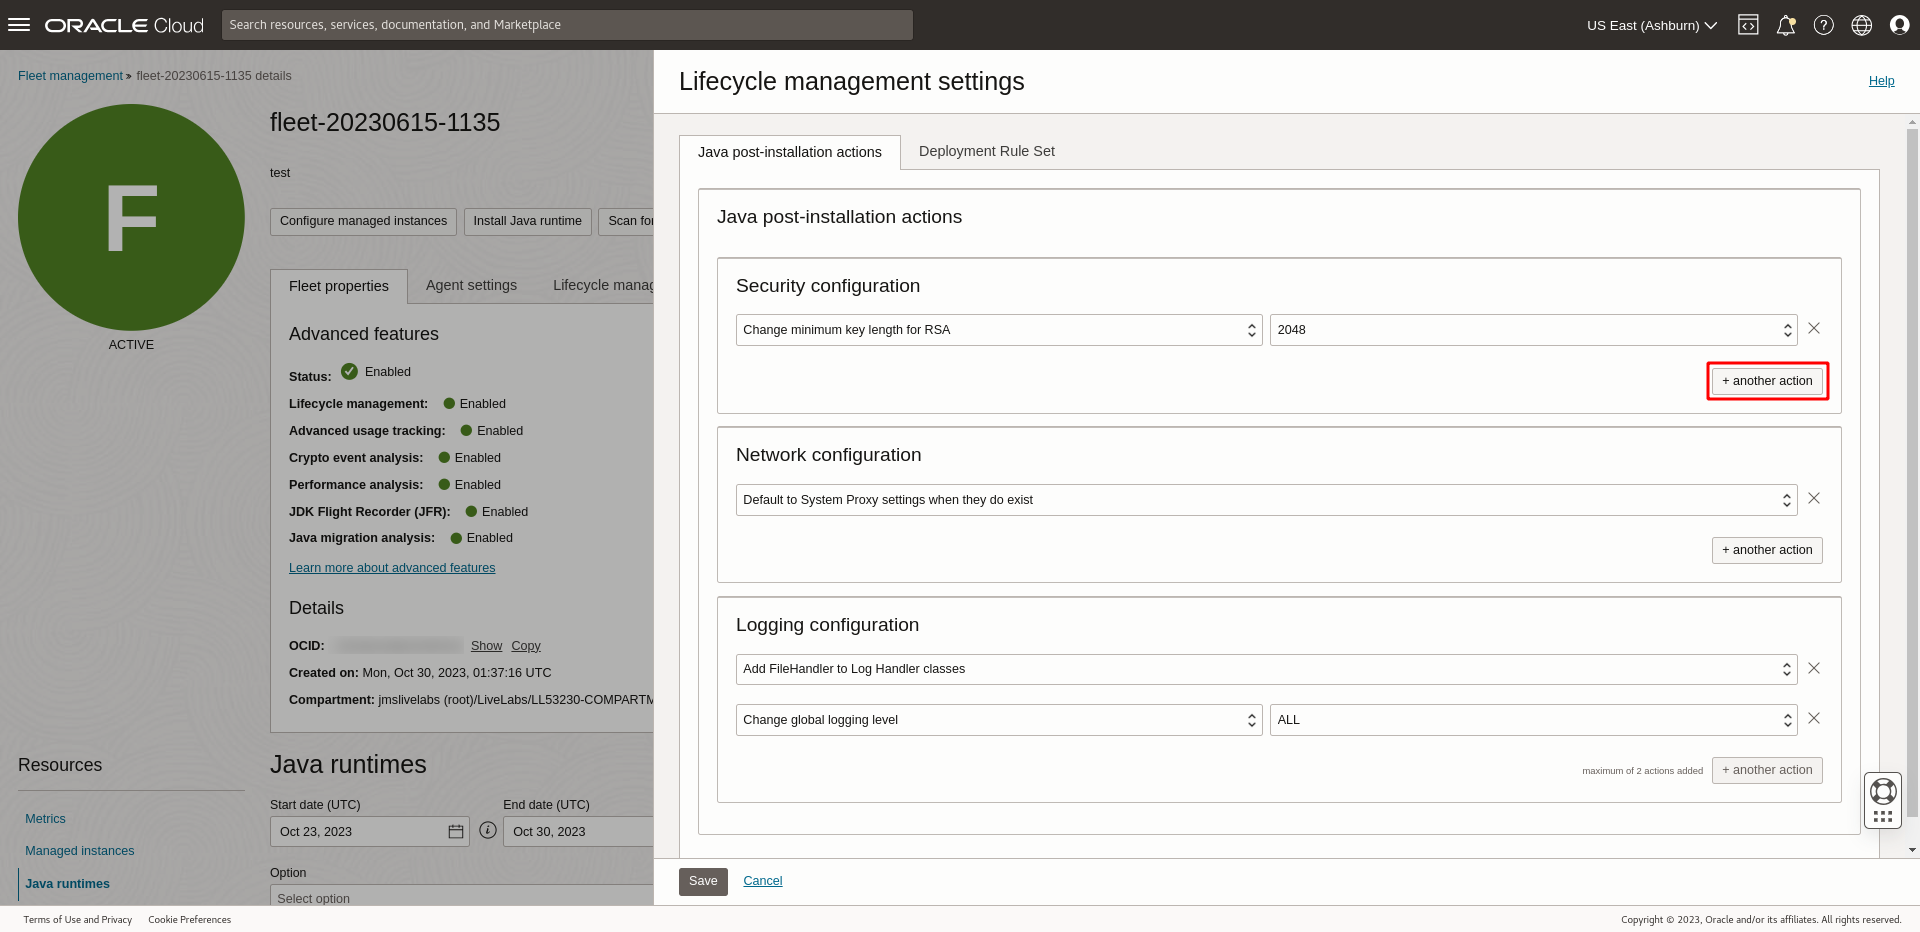 ORACLE Cloud
Search resources, services, documentation, and Marketplace
US East (Ashburn)
Fleet management » fleet-20230615-1135 details
F
ACTIVE
fleet-20230615-1135
test
Configure managed instances
Install Java runtime
Scan for
Fleet properties
Agent settings
Lifecycle manag
Advanced features
Status: Enabled
Lifecycle management: Enabled
Advanced usage tracking: Enabled
Crypto event analysis: Enabled
Performance analysis: Enabled
JDK Flight Recorder (JFR): Enabled
Java migration analysis: Enabled
Learn more about advanced features
Details
OCID: Show Copy
Created on: Mon, Oct 30, 2023, 01:37:16 UTC
Compartment: jmslivelabs (root)/LiveLabs/LL53230-COMPARTM
Resources
Metrics
Managed instances
Java runtimes
Java runtimes
Start date (UTC)
End date (UTC)
Oct 23, 2023
Oct 30, 2023
Option
Select option
Lifecycle management settings
Help
Java post-installation actions
Deployment Rule Set
Java post-installation actions
Security configuration
Change minimum key length for RSA
2048
+ another action
Network configuration
Default to System Proxy settings when they do exist
+ another action
Logging configuration
Add FileHandler to Log Handler classes
Change global logging level
ALL
maximum of 2 actions added
+ another action
Save
Cancel
Terms of Use and Privacy
Cookie Preferences
Copyright © 2023, Oracle and/or its affiliates. All rights reserved.